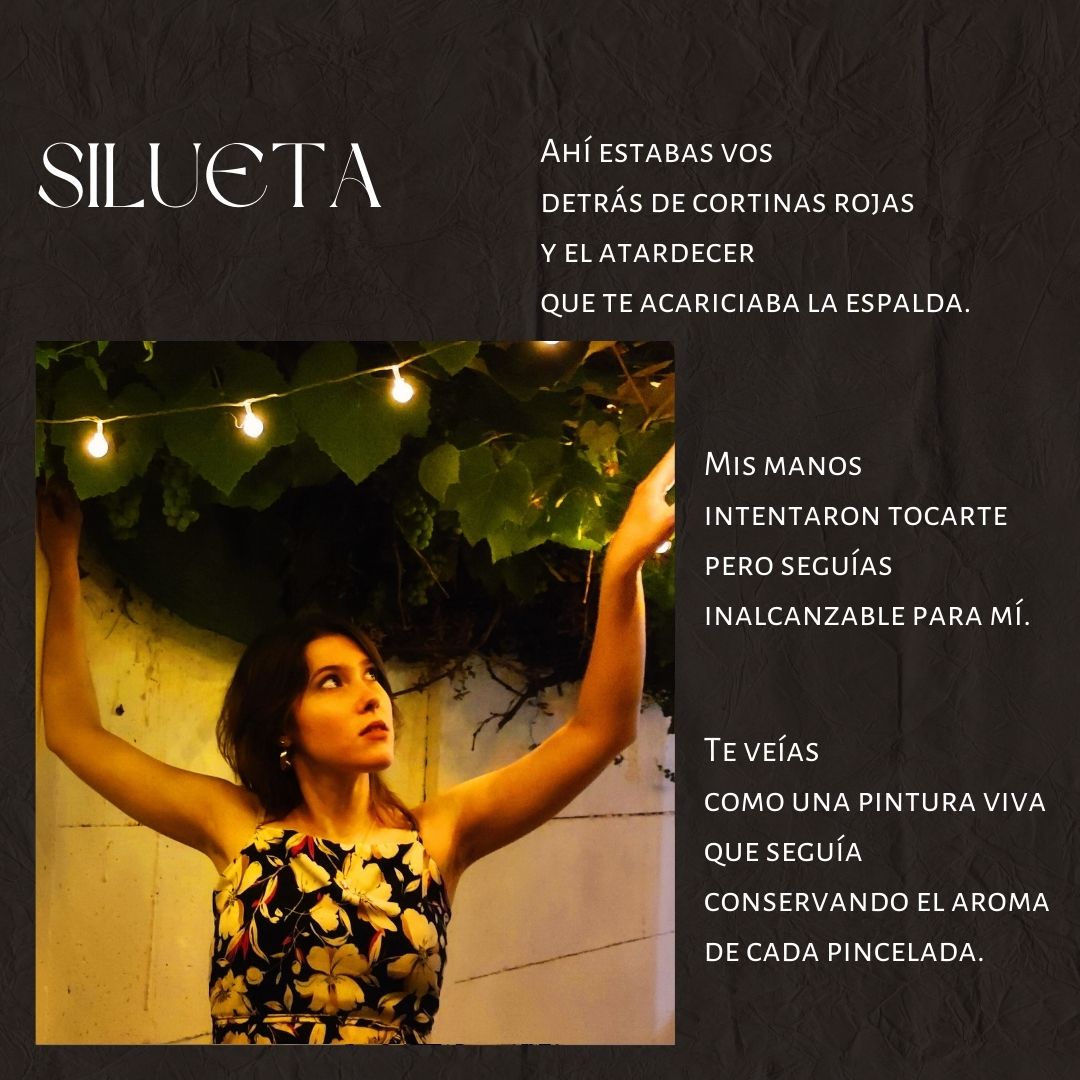 SILUETA
Ahí estabas vos
detrás de cortinas rojas
y el atardecer
que te acariciaba la espalda.
Mis manos
intentaron tocarte
pero seguías
inalcanzable para mí.
Te veías
como una pintura viva
que seguía
conservando el aroma
de cada pincelada.